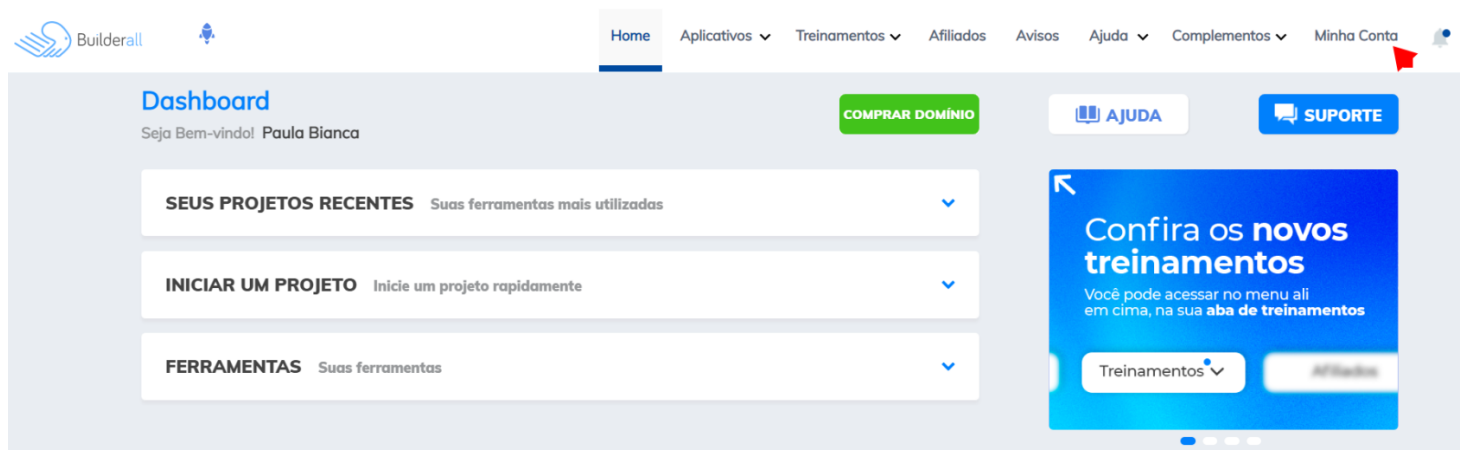 Builderall
Home Aplicativos Treinamentos Afiliados Avisos Ajuda Complementos Minha Conta
Dashboard
Seja Bem-vindo! Paula Bianca
COMPRAR DOMÍNIO
AJUDA
SUPORTE
SEUS PROJETOS RECENTES Suas ferramentas mais utilizadas
INICIAR UM PROJETO Inicie um projeto rapidamente
FERRAMENTAS Suas ferramentas
Confira os novos
treinamentos
Você pode acessar no menu ali
em cima, na sua aba de treinamentos
Treinamentos
Afiliados